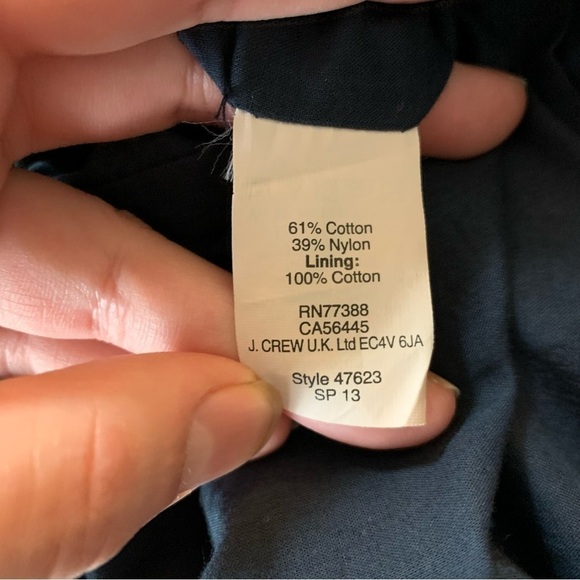 61% Cotton
39% Nylon
Lining:
100% Cotton
RN77388
CA56445
J. CREW U.K. Ltd EC4V 6JA
Style 47623
SP 13